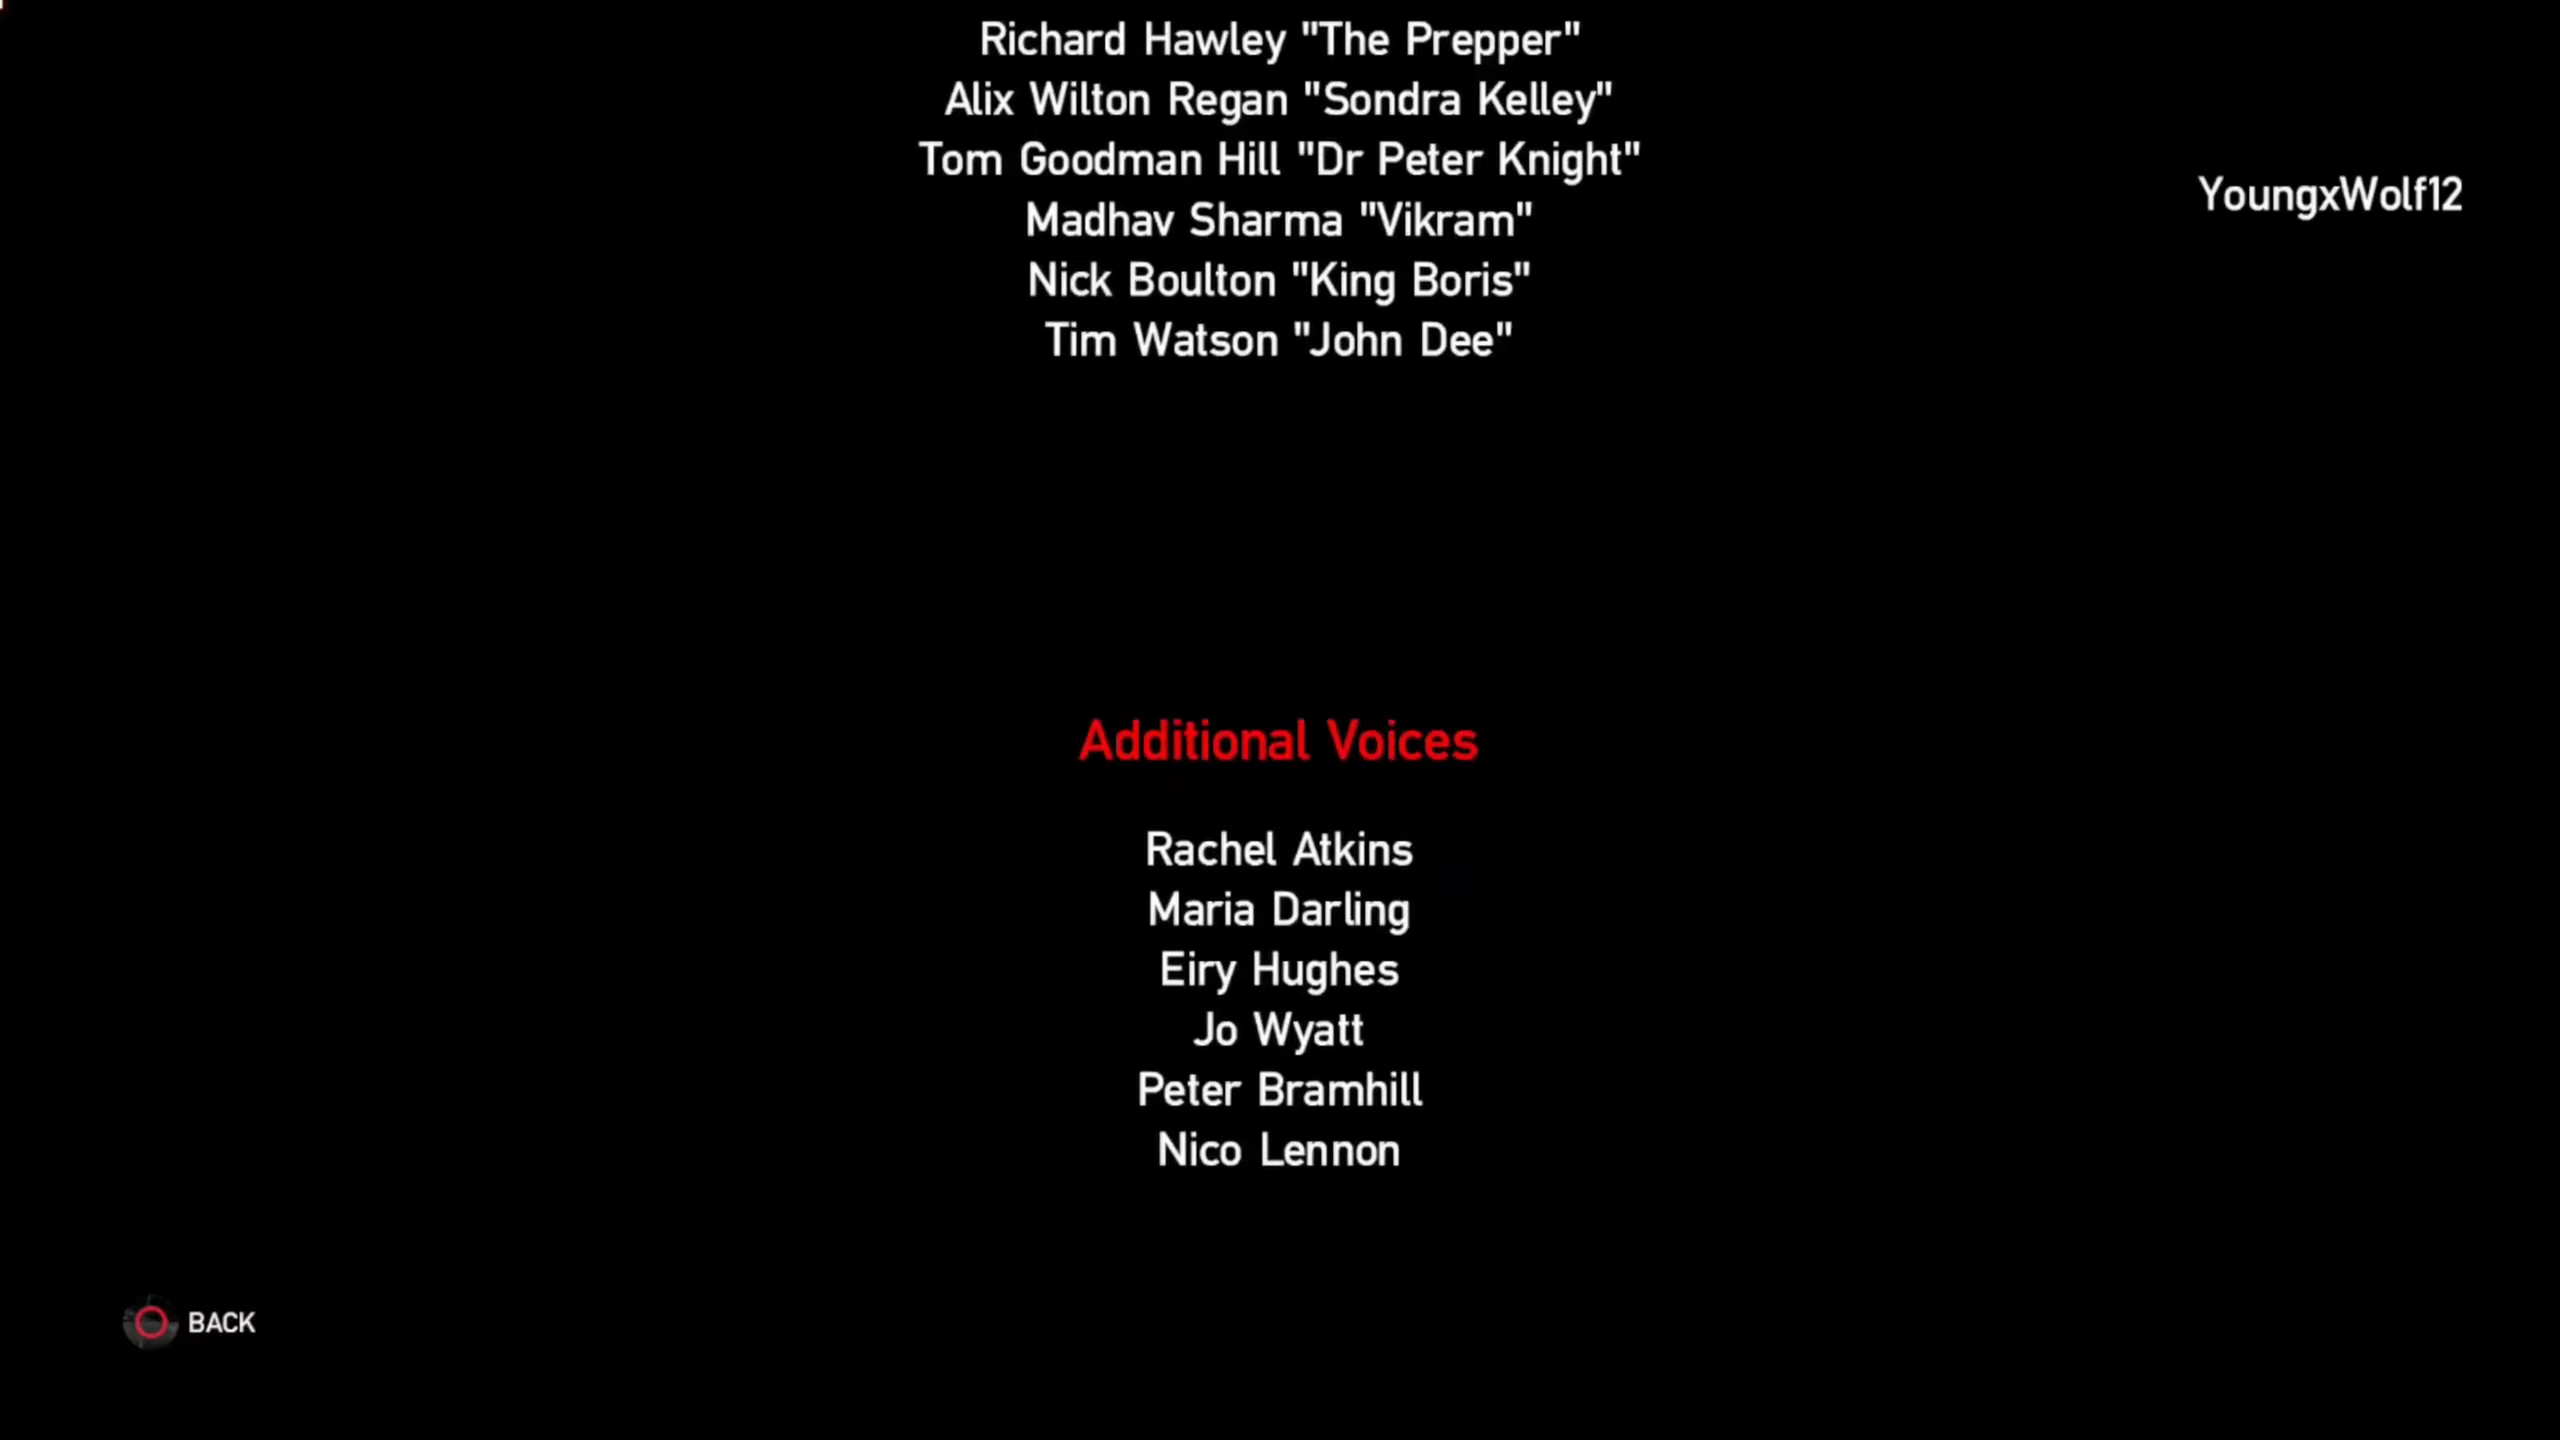 Richard Hawley "The Prepper"
Alix Wilton Regan "Sondra Kelley"
Tom Goodman Hill "Dr Peter Knight"
Madhav Sharma "Vikram"
Nick Boulton "King Boris"
Tim Watson "John Dee"
YoungxWolf12
Additional Voices
Rachel Atkins
Maria Darling
Eiry Hughes
Jo Wyatt
Peter Bramhill
Nico Lennon
BACK